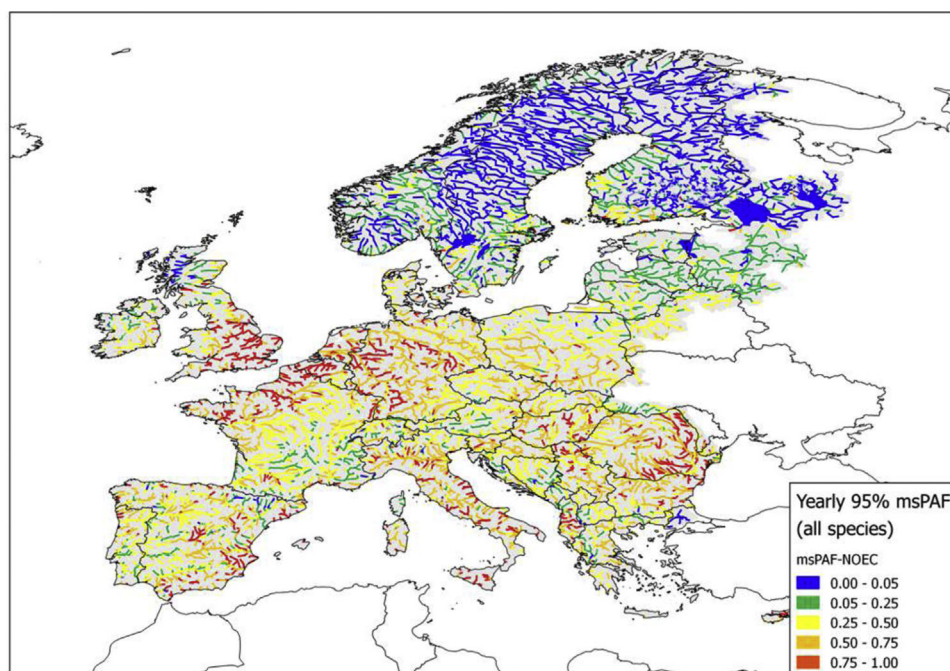 Yearly 95% msPAF
(all species)
msPAF-NOEC
0.00 - 0.05
0.05 - 0.25
0.25 - 0.50
0.50 - 0.75
0.75 - 1.00